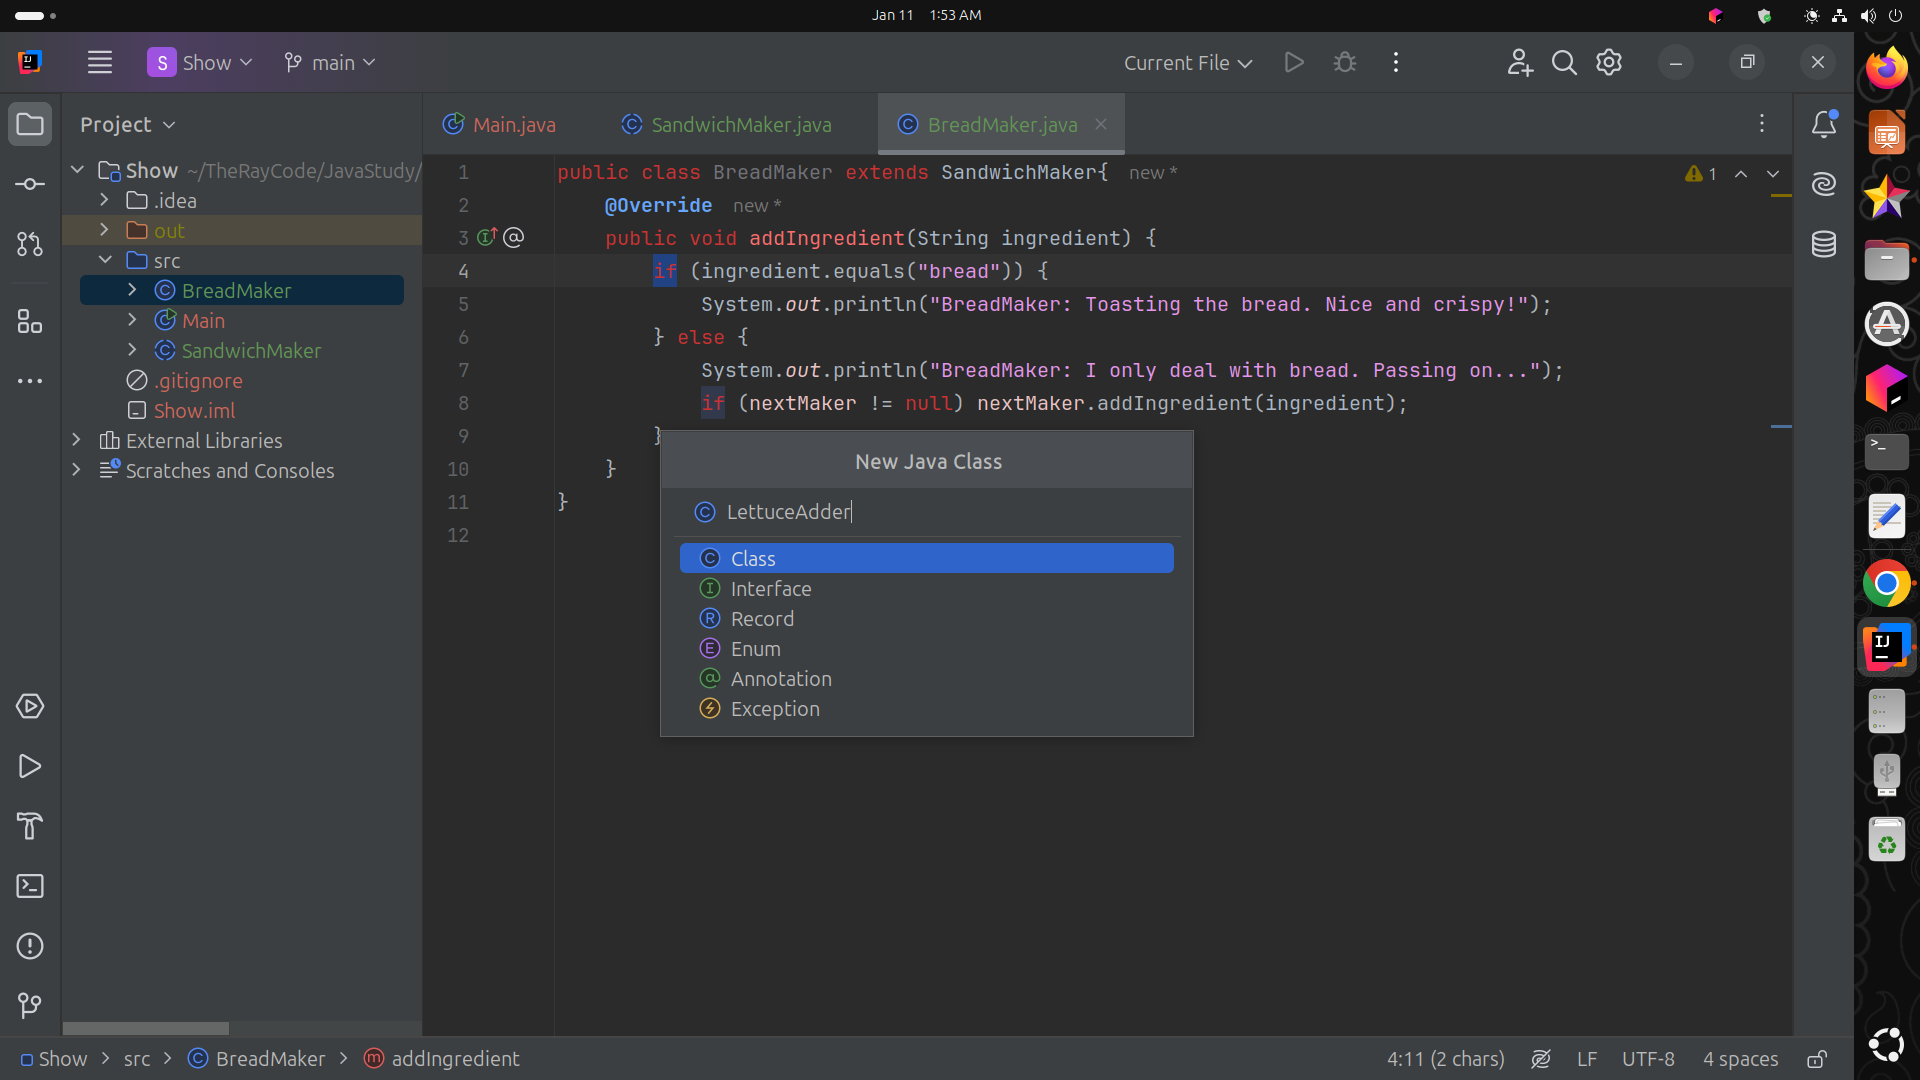 Jan 11 1:53 AM
S Show main Current File
Project
Main.java SandwichMaker.java BreadMaker.java
Show ~/TheRayCode/JavaStudy/
.idea
out
src
BreadMaker
Main
SandwichMaker
.gitignore
Show.iml
External Libraries
Scratches and Consoles
1 public class BreadMaker extends SandwichMaker{ new * 1
2 @Override new *
3 public void addIngredient(String ingredient) {
4 if (ingredient.equals("bread")) {
5 System.out.println("BreadMaker: Toasting the bread. Nice and crispy!");
6 } else {
7 System.out.println("BreadMaker: I only deal with bread. Passing on...");
8 if (nextMaker != null) nextMaker.addIngredient(ingredient);
9 }
10 }
11 }
12
New Java Class
C LettuceAdder
C Class
I Interface
R Record
E Enum
@ Annotation
Exception
Show > src > BreadMaker > addIngredient 4:11 (2 chars) LF UTF-8 4 spaces